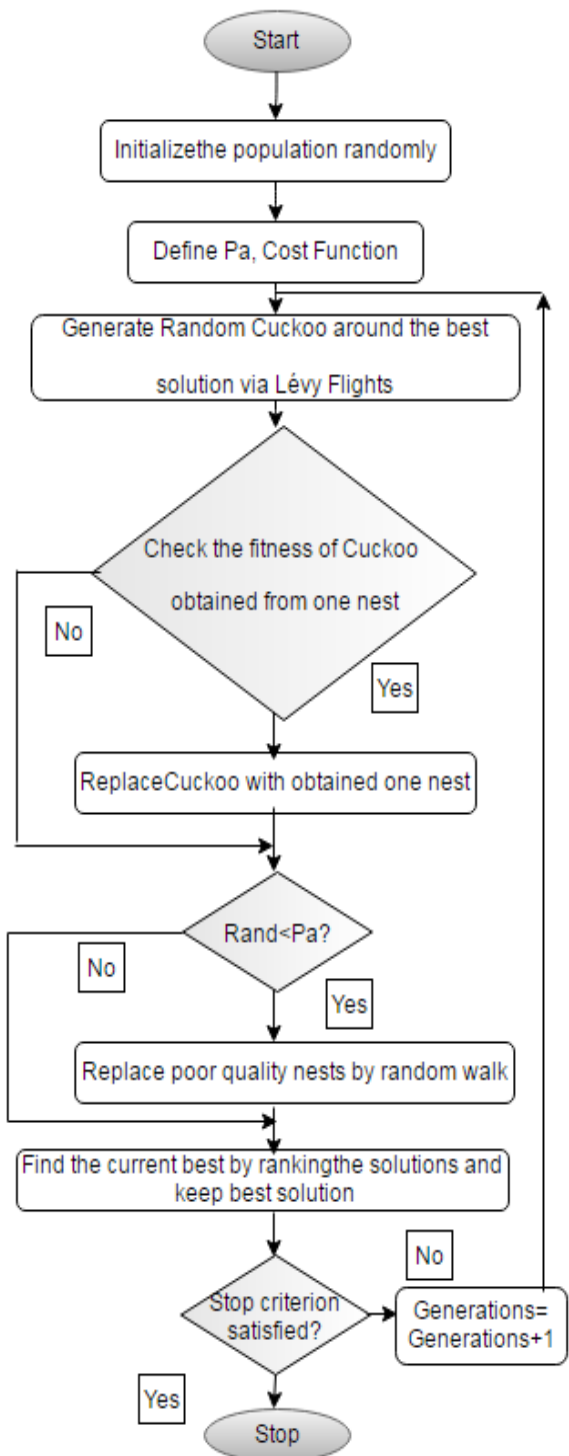 Start
Initializethe population randomly
Define Pa, Cost Function
Generate Random Cuckoo around the best
solution via Lévy Flights
Check the fitness of Cuckoo
obtained from one nest
No
Yes
ReplaceCuckoo with obtained one nest
Rand<Pa?
No
Yes
Replace poor quality nests by random walk
Find the current best by rankingthe solutions and
keep best solution
Stop criterion
satisfied?
No
Generations=
Generations+1
Yes
Stop